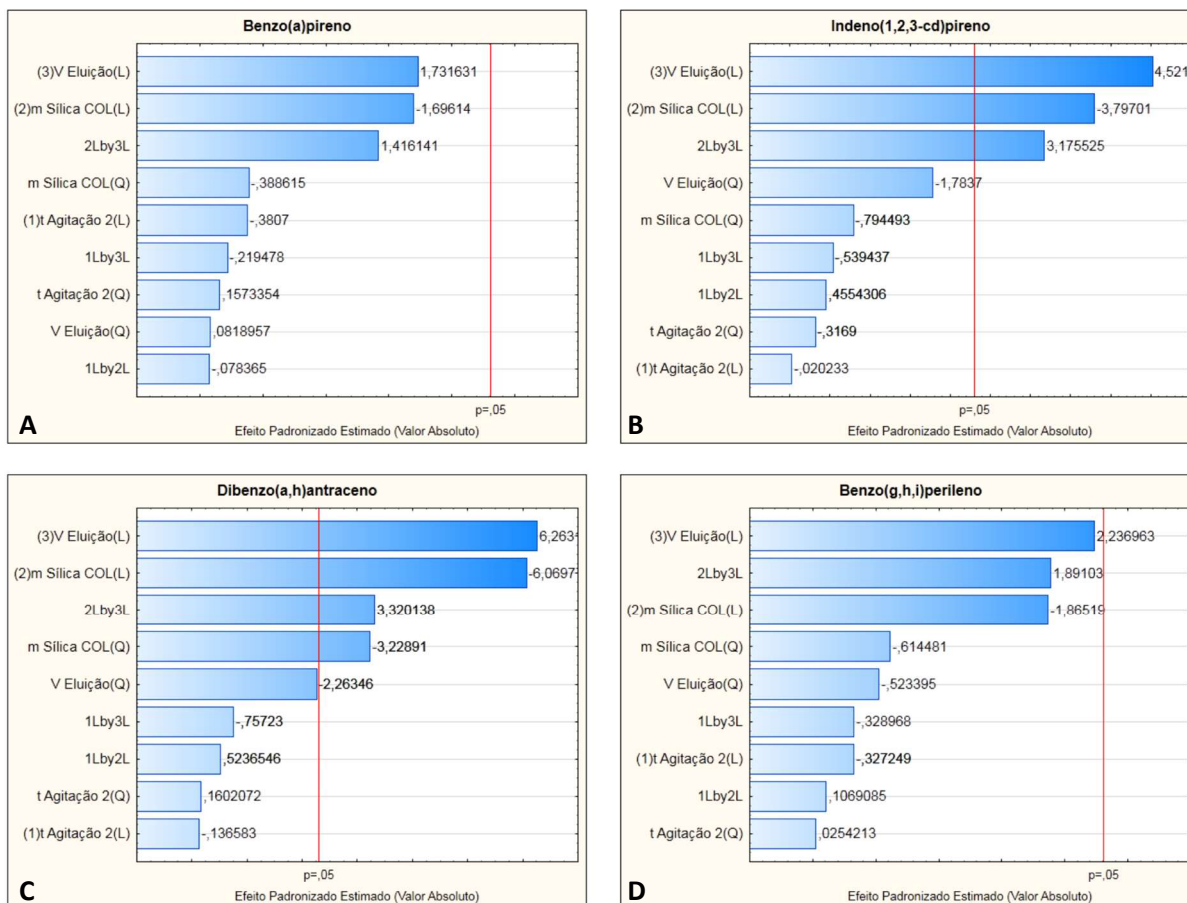 Benzo(a)pireno
(3)V Eluição(L) 1,731631
(2)m Sílica COL(L) -1,69614
2Lby3L 1,416141
m Sílica COL(Q) -,388615
(1)t Agitação 2(L) -,3807
1Lby3L -,219478
t Agitação 2(Q) ,1573354
V Eluição(Q) ,0818957
1Lby2L -,078365
p=,05
A Efeito Padronizado Estimado (Valor Absoluto)
Indeno(1,2,3-cd)pireno
(3)V Eluição(L) 4,521
(2)m Sílica COL(L) -3,79701
2Lby3L 3,175525
V Eluição(Q) -1,7837
m Sílica COL(Q) -,794493
1Lby3L -,539437
1Lby2L ,4554306
t Agitação 2(Q) -,3169
(1)t Agitação 2(L) -,020233
p=,05
B Efeito Padronizado Estimado (Valor Absoluto)
Dibenzo(a,h)antraceno
(3)V Eluição(L) 6,263
(2)m Sílica COL(L) -6,0697
2Lby3L 3,320138
m Sílica COL(Q) -3,22891
V Eluição(Q) -2,26346
1Lby3L -,75723
1Lby2L ,5236546
t Agitação 2(Q) ,1602072
(1)t Agitação 2(L) -,136583
p=,05
C Efeito Padronizado Estimado (Valor Absoluto)
Benzo(g,h,i)perileno
(3)V Eluição(L) 2,236963
2Lby3L 1,89103
(2)m Sílica COL(L) -1,86519
m Sílica COL(Q) -,614481
V Eluição(Q) -,523395
1Lby3L -,328968
(1)t Agitação 2(L) -,327249
1Lby2L ,1069085
t Agitação 2(Q) ,0254213
p=,05
D Efeito Padronizado Estimado (Valor Absoluto)